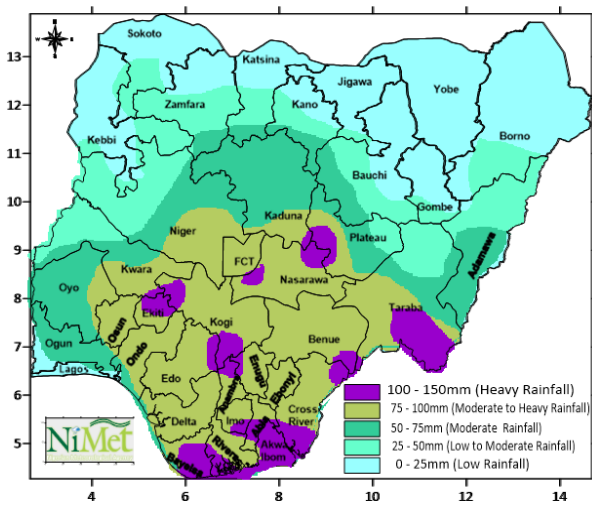 13
12
11
10
9
8
7
6
5
4
6
8
10
12
14
N
W
E
S
Sokoto
Katsina
Jigawa
Yobe
Zamfara
Kano
Borno
Kebbi
Bauchi
Gombe
Kaduna
Niger
Plateau
Adamawa
FCT
Kwara
Nasarawa
Oyo
Taraba
Ekiti
Kogi
Osun
Ogun
Ondo
Benue
Lagos
Enugu
Edo
Anambra
Ebonyi
Cross
River
Delta
Imo
Abia
Rivers
Akwa
Ibom
Bayelsa
100 - 150mm (Heavy Rainfall)
75 - 100mm (Moderate to Heavy Rainfall)
50 - 75mm (Moderate Rainfall)
25 - 50mm (Low to Moderate Rainfall)
0 - 25mm (Low Rainfall)
NiMet